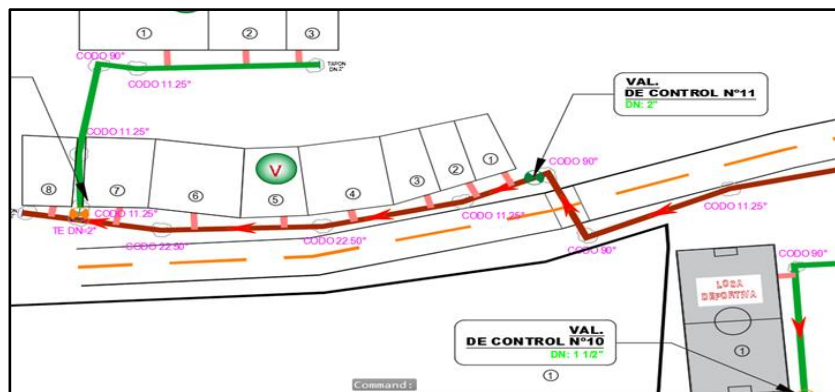 1
2
3
CODO 90°
TAPON
DN:2"
CODO 11.25°
VAL.
DE CONTROL N°11
DN: 2"
CODO 11.25°
CODO 90°
8
7
6
V
5
4
3
2
1
CODO 11.25°
CODO 11.25°
CODO 11.25°
TE DN=2"
CODO 22.50°
CODO 22.50°
CODO 90°
CODO 90°
LOZA
DEPORTIVA
VAL.
DE CONTROL N°10
DN: 1 1/2"
1
1
Command: